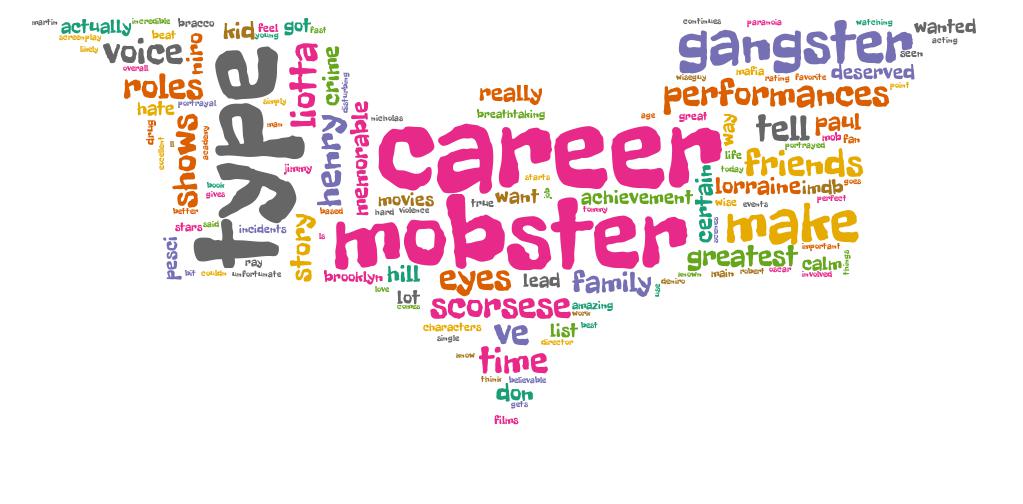 martin
actually
incredible
bracco
screenplay
beat
kid
feel
young
got
fast
likely
voice
niro
overall
roles
hate
portrayal
simply
type
liotta
crime
disturbing
drug
excellent
ill
shows
academy
man
henry
memorable
nicholas
jimmy
book
gives
better
based
stars
said
incidents
story
is
pesci
ray
bit
couldn
unfortunate
continues
paranoia
watching
wanted
acting
gangster
seen
wiseguy
mafia
rating
favorite
deserved
point
performances
really
breathtaking
age
great
way
tell
paul
mob
fan
portrayed
career
starts
life
today
friends
movies
true
want
job
achievement
tommy
hard
violence
certain
scenes
lorraine
imdb
goes
perfect
wise
events
mobster
make
important
greatest
calm
things
involved
brooklyn
hill
love
eyes
lead
family
use
deniro
known
main
robert
oscar
lot
comes
scorsese
amazing
work
characters
single
ve
list
best
director
know
time
think
believable
don
gets
films